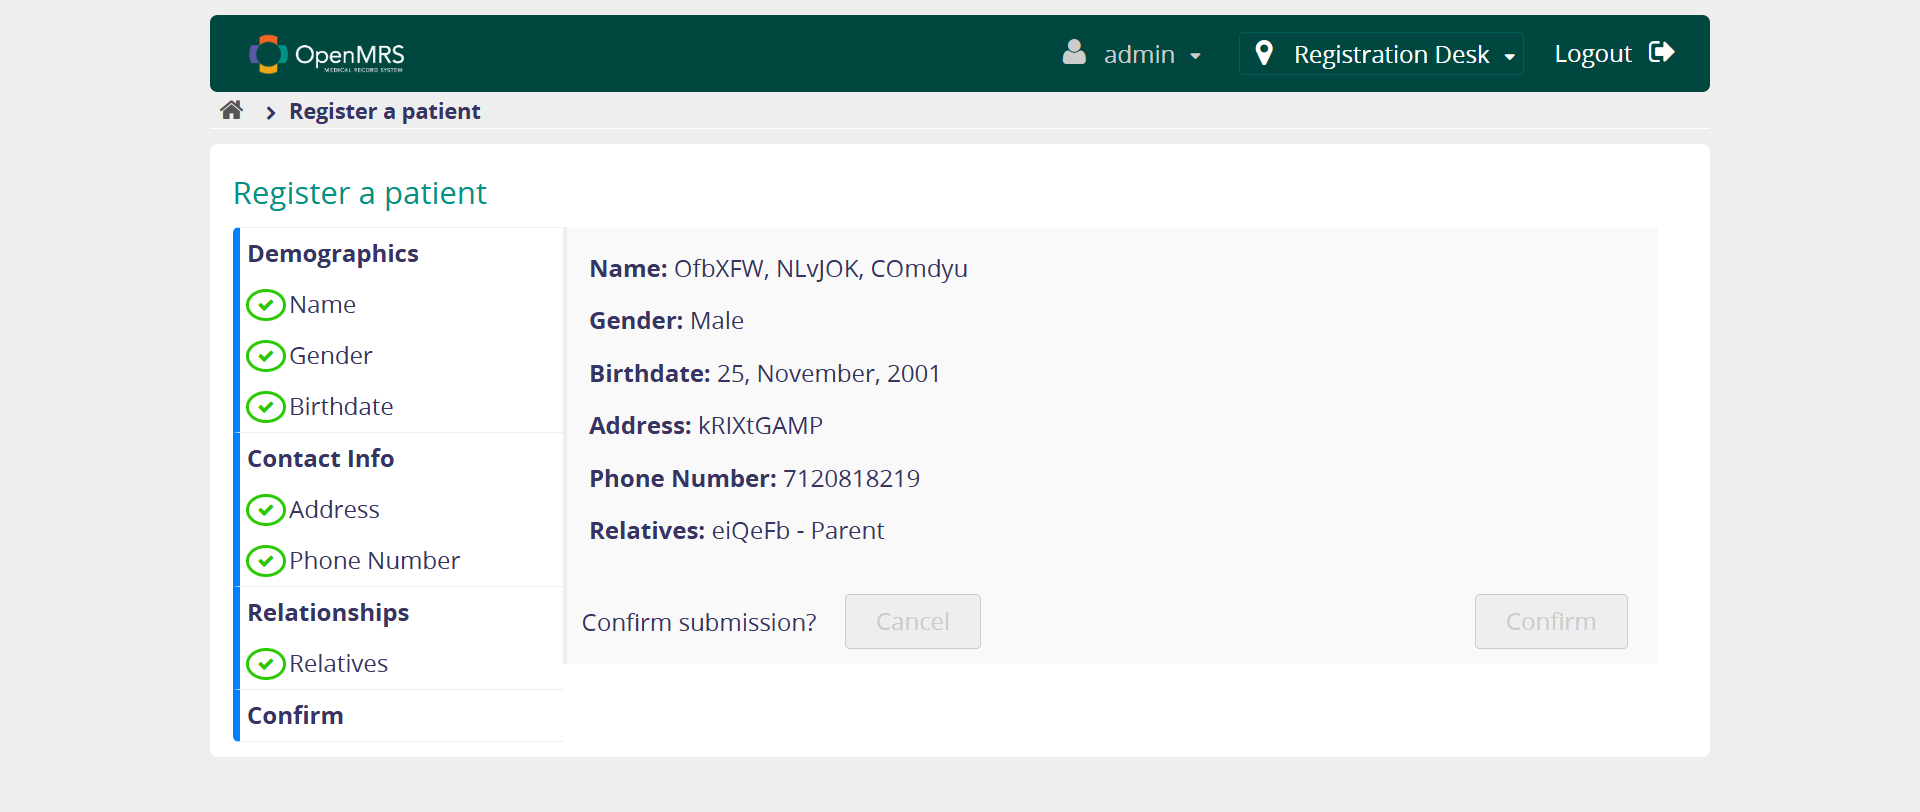 OpenMRS
MEDICAL RECORD SYSTEM
admin
Registration Desk
Logout
Register a patient
Register a patient
Demographics
Name
Gender
Birthdate
Contact Info
Address
Phone Number
Relationships
Relatives
Confirm
Name: OfbXFW, NLvJOK, COmdyu
Gender: Male
Birthdate: 25, November, 2001
Address: kRIXtGAMP
Phone Number: 7120818219
Relatives: eiQeFb - Parent
Confirm submission?
Cancel
Confirm